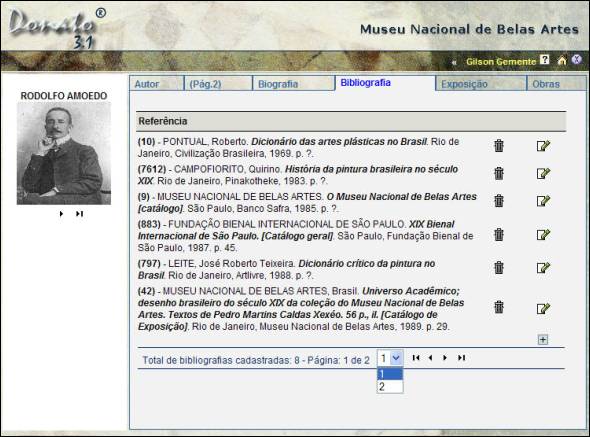 Donato ®
3.1
Museu Nacional de Belas Artes
« Gilson Gemente ? X
RODOLFO AMOEDO
Autor (Pág.2) Biografia Bibliografia Exposição Obras
Referência
(10) - PONTUAL, Roberto. Dicionário das artes plásticas no Brasil. Rio de
Janeiro, Civilização Brasileira, 1969. p. ?.
(7612) - CAMPOFIORITO, Quirino. História da pintura brasileira no século
XIX. Rio de Janeiro, Pinakotheke, 1983. p. ?.
(9) - MUSEU NACIONAL DE BELAS ARTES. O Museu Nacional de Belas Artes
[catálogo]. São Paulo, Banco Safra, 1985. p. ?.
(883) - FUNDAÇÃO BIENAL INTERNACIONAL DE SÃO PAULO. XIX Bienal
Internacional de São Paulo. [Catálogo geral]. São Paulo, Fundação Bienal de
São Paulo, 1987. p. 45.
(797) - LEITE, José Roberto Teixeira. Dicionário crítico da pintura no
Brasil. Rio de Janeiro, Artlivre, 1988. p. ?.
(42) - MUSEU NACIONAL DE BELAS ARTES, Brasil. Universo Acadêmico;
desenho brasileiro do século XIX da coleção do Museu Nacional de Belas
Artes. Textos de Pedro Martins Caldas Xexéo. 56 p., il. [Catálogo de
Exposição]. Rio de Janeiro, Museu Nacional de Belas Artes, 1989. p. 29.
Total de bibliografias cadastradas: 8 - Página: 1 de 2 1
1
2